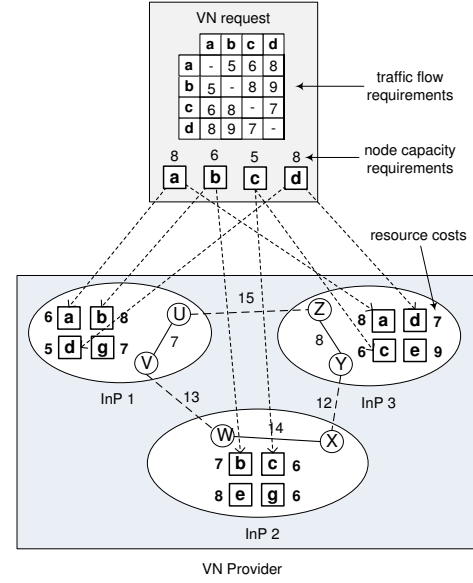 VN request
a b c d
a - 5 6 8
b 5 - 8 9
c 6 8 - 7
d 8 9 7 -
traffic flow
requirements
8 6 5 8
a b c d
node capacity
requirements
resource costs
6 a b 8
5 d g 7
U
7
V
InP 1
15
Z
8
Y
8 a d 7
6 c e 9
InP 3
13
12
W
14
X
7 b c 6
8 e g 6
InP 2
VN Provider